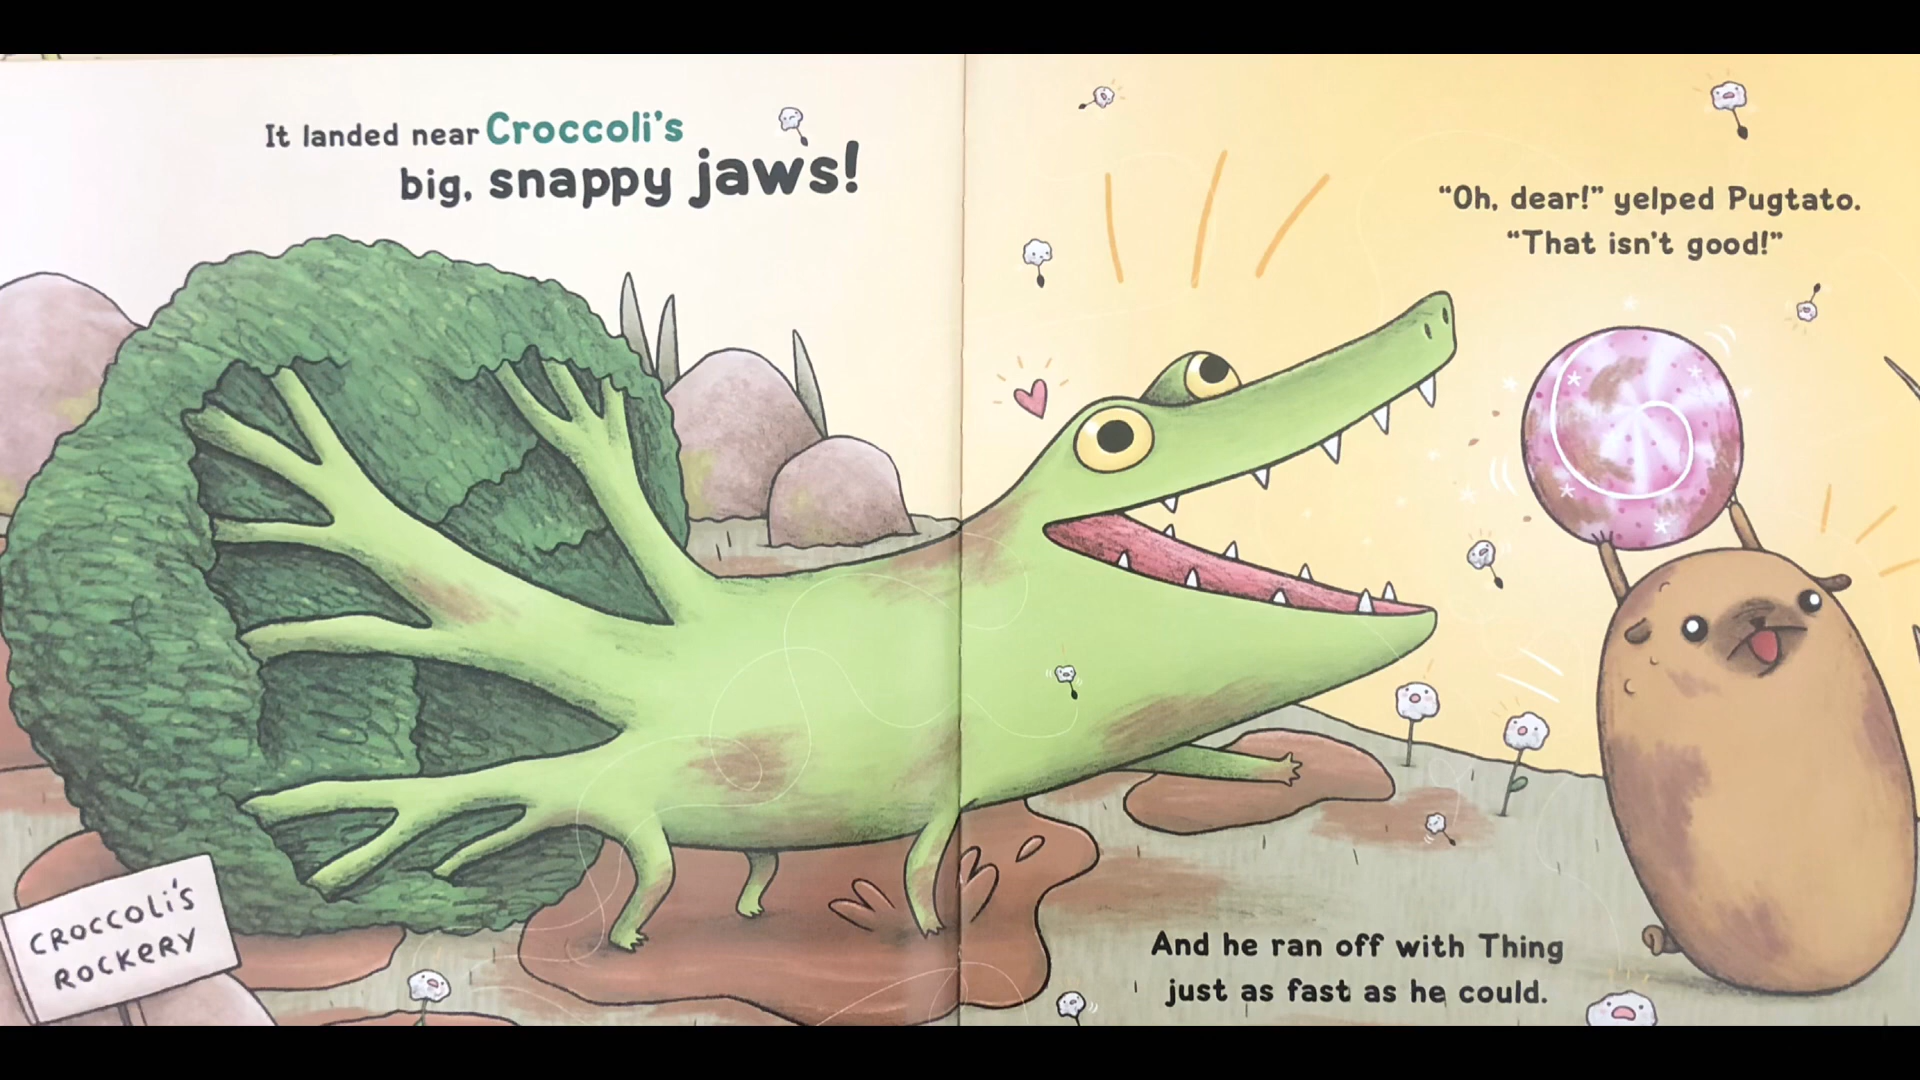 It landed near Croccoli's
big, snappy jaws!
"Oh, dear!" yelped Pugtato.
"That isn't good!"
CROCCOLi'S
ROCKERY
And he ran off with Thing
just as fast as he could.